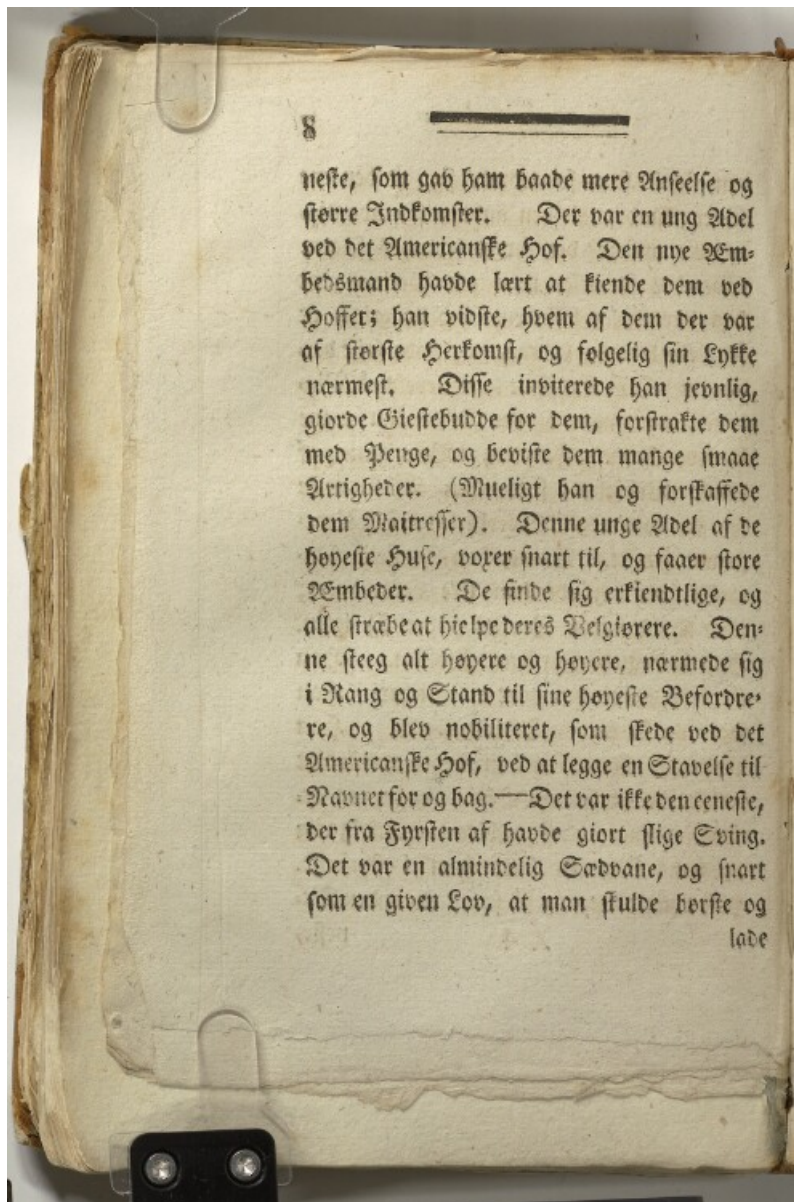 8
neste, som gav ham baade mere Anseelse og
større Indkomster. Der var en ung Adel
ved det Americanske Hof. Den nye Æm-
bedsmand havde lært at kiende dem ved
Hoffet; han vidste, hvem af dem der var
af største Herkomst, og følgelig sin Lykke
nærmest. Disse inviterede han jevnlig,
giorde Giestebudde for dem, forstrakte dem
med Penge, og beviste dem mange smaae
Artigheder. (Mueligt han og forskaffede
dem Maitresser). Denne unge Adel af de
høyeste Huse, voxer snart til, og faaer store
Æmbeder. De finde sig erkiendtlige, og
alle stræbe at hielpe deres Velgiørere. Den-
ne steeg alt høyere og høyere, nærmede sig
i Rang og Stand til sine høyeste Befordre-
re, og blev nobiliteret, som skede ved det
Americanske Hof, ved at legge en Stavelse til
Navnet for og bag.—Det var ikke den eeneste,
der fra Fyrsten af havde giort slige Sving.
Det var en almindelig Sædvane, og snart
som en given Lov, at man skulde børste og
lade